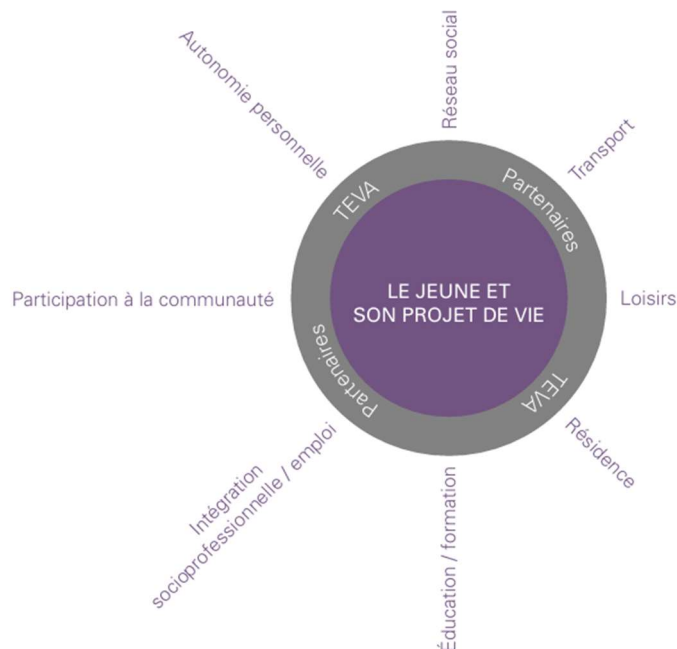 Réseau social
Autonomie personnelle
Transport
TEVA
Partenaires
LE JEUNE ET
SON PROJET DE VIE
Participation à la communauté
Loisirs
Partenaires
TEVA
Résidence
Intégration
socioprofessionnelle / emploi
Éducation / formation